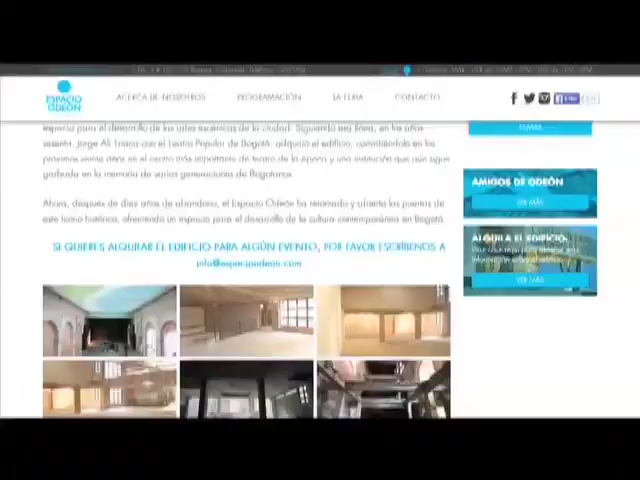 ESPACIO
ODEÓN
ACERCA DE NOSOTROS
PROGRAMACIÓN
LA FERIA
CONTACTO
espacio para el desarrollo de las artes escénicas de la ciudad. Siguiendo esa línea, en los años
sesenta, Jorge Alí Triana con el Teatro Popular de Bogotá, adquirió el edificio, convirtiéndolo en los
próximos veinte años en el centro más importante de teatro de la época y una institución que aún sigue
grabada en la memoria de varias generaciones de Bogotanos.
Ahora, después de diez años de abandono, el Espacio Odeón ha retomado y abierto las puertas de
este icono histórico, ofreciendo un espacio para el desarrollo de la cultura contemporánea en Bogotá.
SI QUIERES ALQUILAR EL EDIFICIO PARA ALGÚN EVENTO, POR FAVOR ESCRÍBENOS A
info@espacioodeon.com
AMIGOS DE ODEÓN
VER MÁS
ALQUILA EL EDIFICIO
información sobre el edificio
VER MÁS